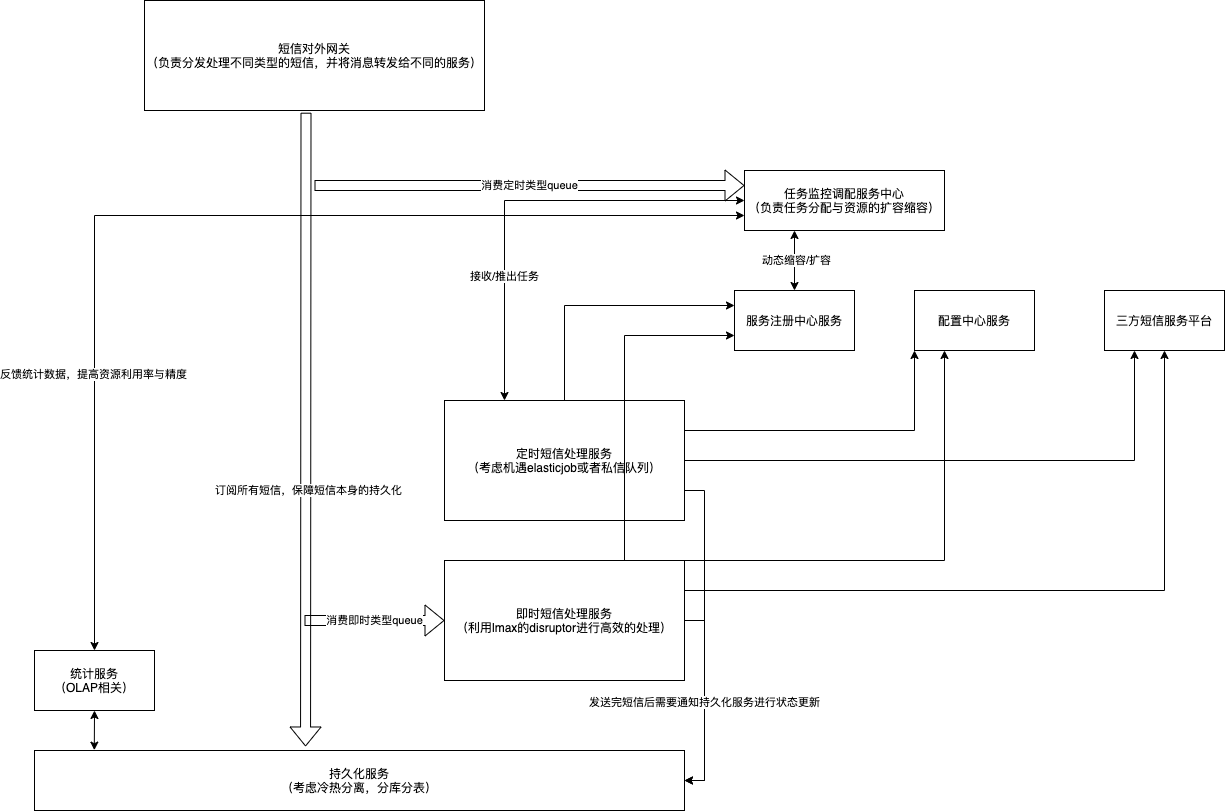 短信对外网关
（负责分发处理不同类型的短信，并将消息转发给不同的服务）
消费定时类型queue
任务监控调配服务中心
（负责任务分配与资源的扩容缩容）
接收/推出任务
动态缩容/扩容
服务注册中心服务
配置中心服务
三方短信服务平台
反馈统计数据，提高资源利用率与精度
定时短信处理服务
（考虑机遇elasticjob或者私信队列）
订阅所有短信，保障短信本身的持久化
即时短信处理服务
（利用lmax的disruptor进行高效的处理）
消费即时类型queue
统计服务
（OLAP相关）
发送完短信后需要通知持久化服务进行状态更新
持久化服务
（考虑冷热分离，分库分表）